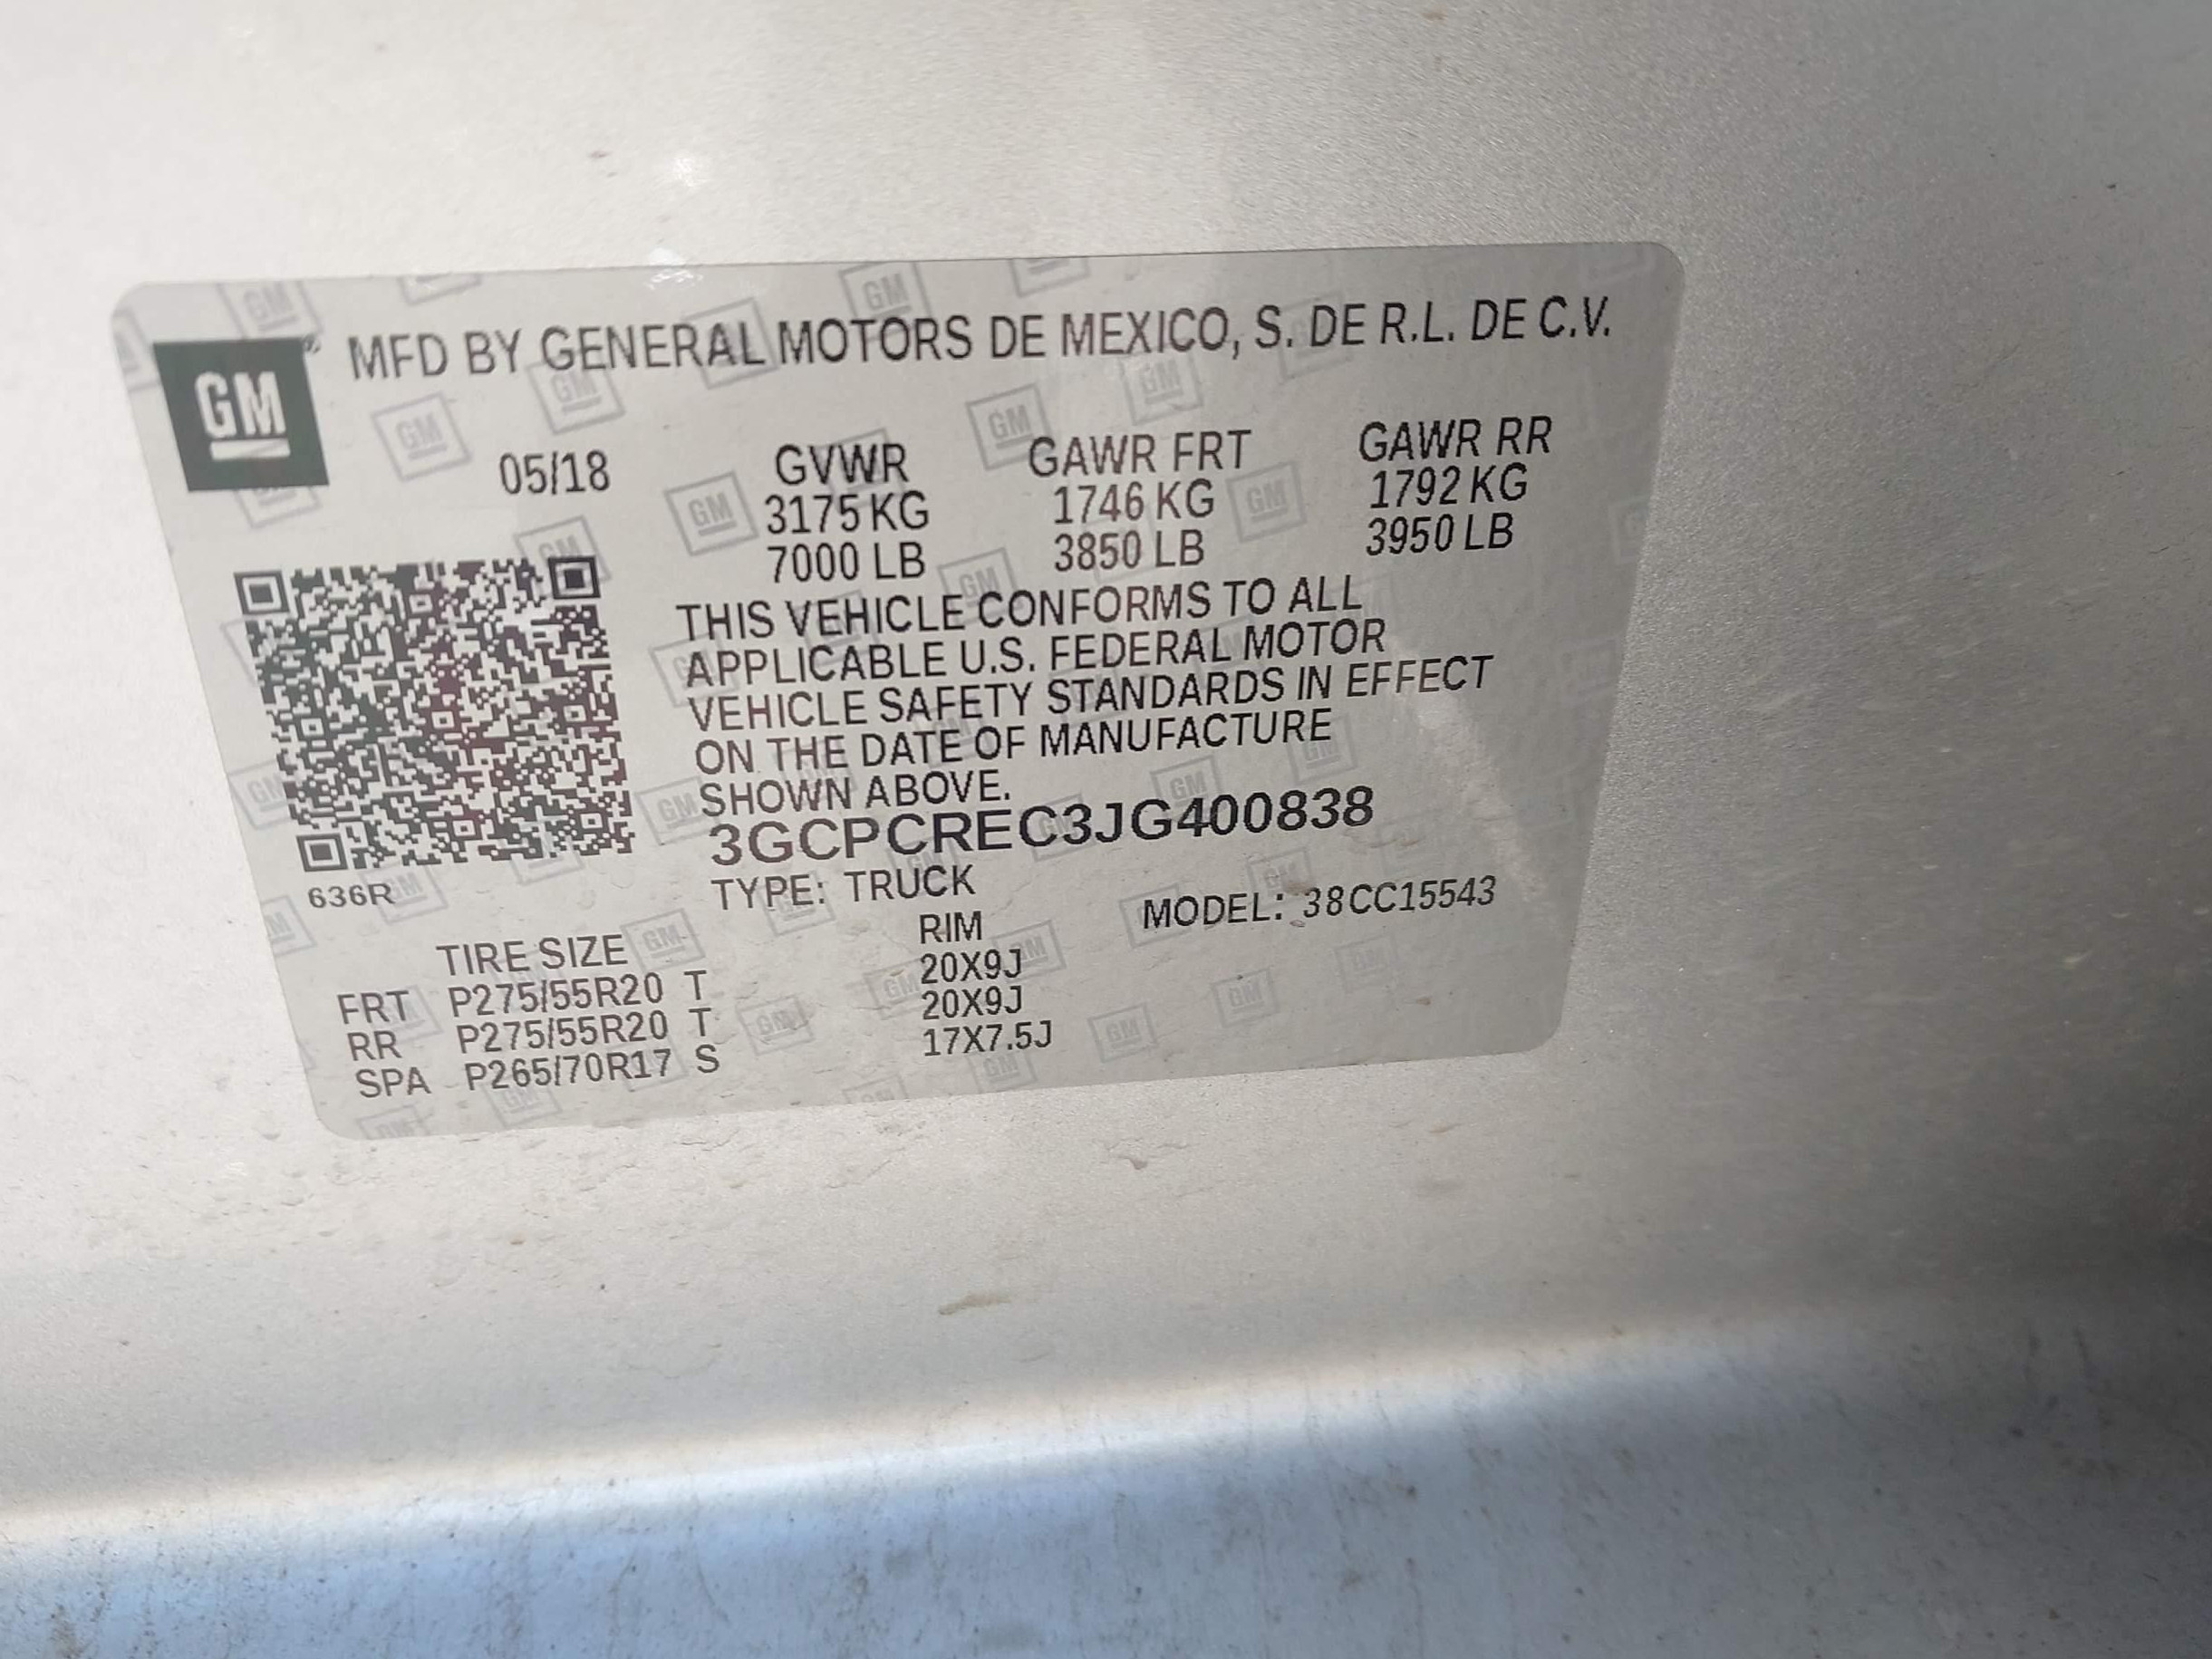 GM ® MFD BY GENERAL MOTORS DE MEXICO, S. DE R.L. DE C.V.
05/18 GVWR GAWR FRT GAWR RR
3175 KG 1746 KG 1792 KG
7000 LB 3850 LB 3950 LB
THIS VEHICLE CONFORMS TO ALL
APPLICABLE U.S. FEDERAL MOTOR
VEHICLE SAFETY STANDARDS IN EFFECT
ON THE DATE OF MANUFACTURE
SHOWN ABOVE.
3GCPCREC3JG400838
636R
TYPE: TRUCK MODEL: 38CC15543
TIRE SIZE RIM
FRT P275/55R20 T 20X9J
RR P275/55R20 T 20X9J
SPA P265/70R17 S 17X7.5J